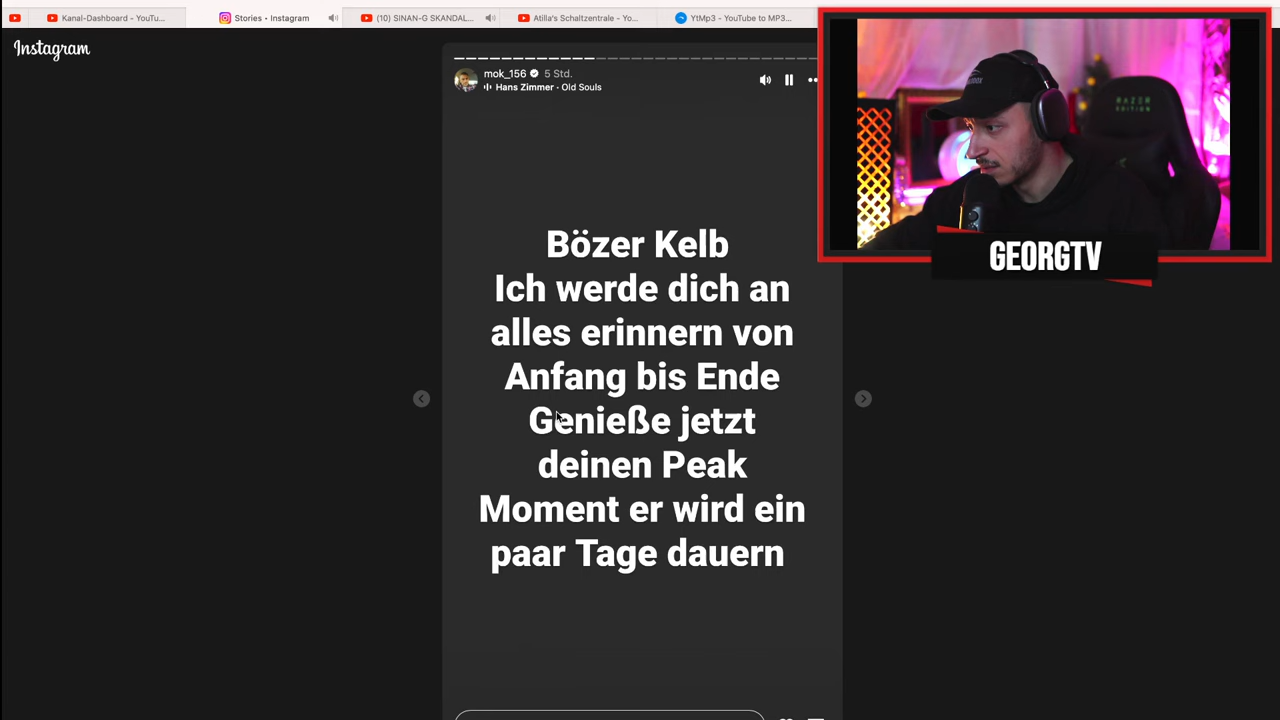 Kanal-Dashboard - YouTu...
Stories • Instagram
(10) SINAN-G SKANDAL...
Atilla's Schaltzentrale - Yo...
YtMp3 - YouTube to MP3...
Instagram
mok_156 5 Std.
Hans Zimmer • Old Souls
Bözer Kelb
Ich werde dich an
alles erinnern von
Anfang bis Ende
Genieße jetzt
deinen Peak
Moment er wird ein
paar Tage dauern
RAZER
EDITION
GEORGTV